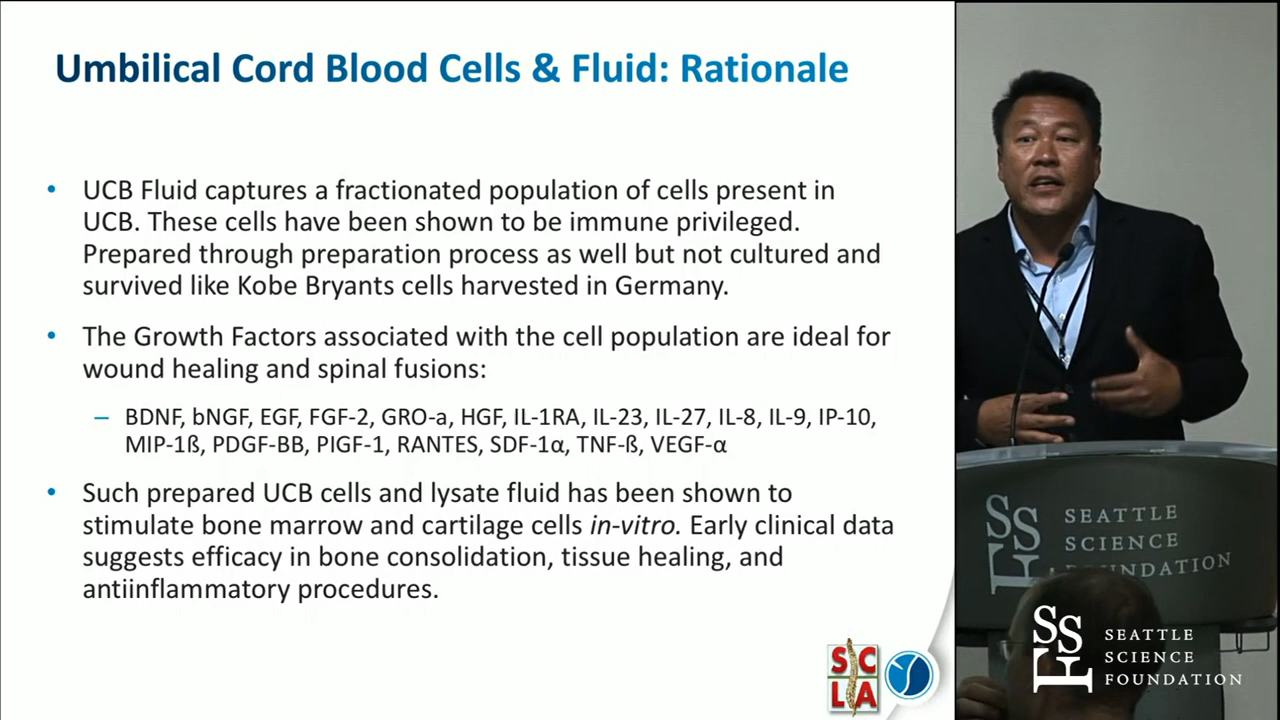 Umbilical Cord Blood Cells & Fluid: Rationale
• UCB Fluid captures a fractionated population of cells present in
UCB. These cells have been shown to be immune privileged.
Prepared through preparation process as well but not cultured and
survived like Kobe Bryants cells harvested in Germany.
• The Growth Factors associated with the cell population are ideal for
wound healing and spinal fusions:
– BDNF, bNGF, EGF, FGF-2, GRO-a, HGF, IL-1RA, IL-23, IL-27, IL-8, IL-9, IP-10,
MIP-1ß, PDGF-BB, PIGF-1, RANTES, SDF-1α, TNF-ß, VEGF-α
• Such prepared UCB cells and lysate fluid has been shown to
stimulate bone marrow and cartilage cells in-vitro. Early clinical data
suggests efficacy in bone consolidation, tissue healing, and
antiinflammatory procedures.
SC
LA
SSF
SEATTLE
SCIENCE
FOUNDATION
SSF
SEATTLE
SCIENCE
FOUNDATION